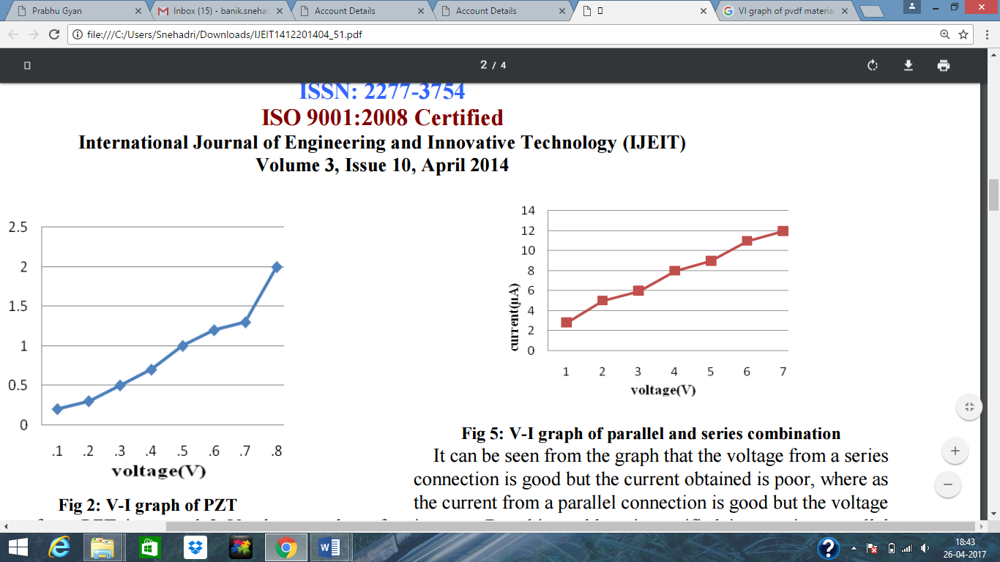 Prabhu Gyan
Inbox (15) - banik.snehad
Account Details
Account Details
VI graph of pvdf material
file:///C:/Users/Snehadri/Downloads/IJEIT1412201404_51.pdf
2 / 4
ISSN: 2277-3754
ISO 9001:2008 Certified
International Journal of Engineering and Innovative Technology (IJEIT)
Volume 3, Issue 10, April 2014
2.5
2
1.5
1
0.5
0
.1 .2 .3 .4 .5 .6 .7 .8
voltage(V)
Fig 2: V-I graph of PZT
14
12
10
8
6
4
2
0
current(μA)
1 2 3 4 5 6 7
voltage(V)
Fig 5: V-I graph of parallel and series combination
It can be seen from the graph that the voltage from a series
connection is good but the current obtained is poor, where as
the current from a parallel connection is good but the voltage
18:43
26-04-2017